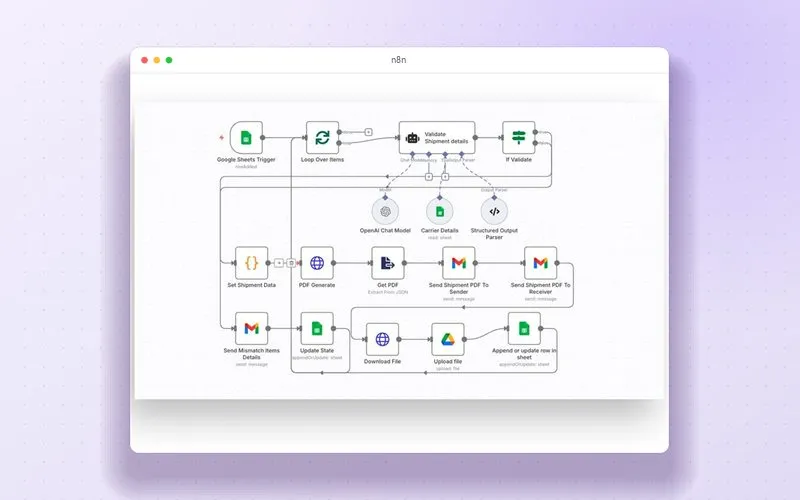 n8n
Validate
Shipment details
Google Sheets Trigger
rowAdded
Loop Over Items
If Validate
Model
Output Parser
OpenAI Chat Model
Carrier Details
read: sheet
Structured Output
Parser
Set Shipment Data
PDF Generate
Get PDF
Extract From JSON
Send Shipment PDF To
Sender
send: message
Send Shipment PDF To
Receiver
send: message
Send Mismatch Items
Details
send: message
Update State
appendOrUpdate: sheet
Download File
Upload file
upload: file
Append or update row in
sheet
appendOrUpdate: sheet